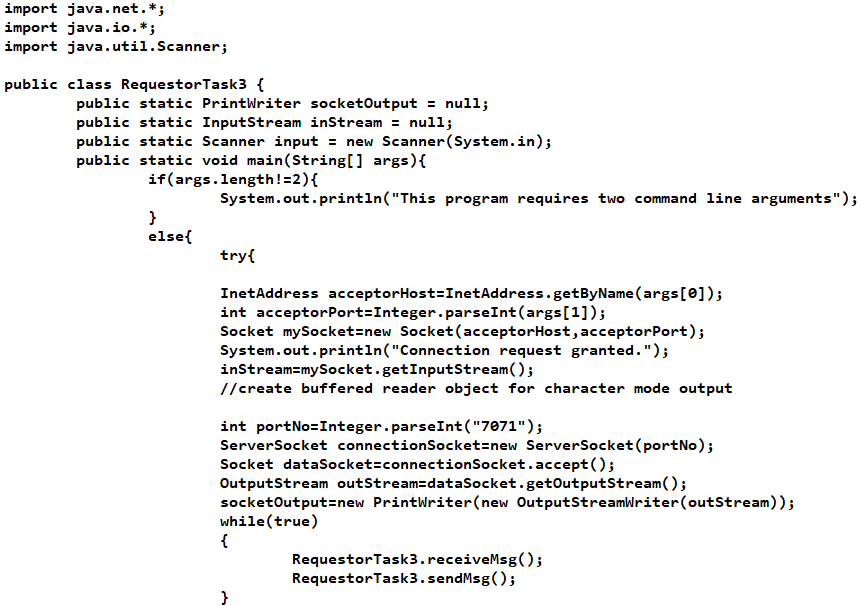 import java.net.*;
import java.io.*;
import java.util.Scanner;
public class RequestorTask3 {
public static PrintWriter socketOutput = null;
public static InputStream inStream = null;
public static Scanner input = new Scanner(System.in);
public static void main(String[] args){
if(args.length!=2){
System.out.println("This program requires two command line arguments");
}
else{
try{
InetAddress acceptorHost=InetAddress.getByName(args[0]);
int acceptorPort=Integer.parseInt(args[1]);
Socket mySocket=new Socket(acceptorHost,acceptorPort);
System.out.println("Connection request granted.");
inStream=mySocket.getInputStream();
//create buffered reader object for character mode output
int portNo=Integer.parseInt("7071");
ServerSocket connectionSocket=new ServerSocket(portNo);
Socket dataSocket=connectionSocket.accept();
OutputStream outStream=dataSocket.getOutputStream();
socketOutput=new PrintWriter(new OutputStreamWriter(outStream));
while(true)
{
RequestorTask3.receiveMsg();
RequestorTask3.sendMsg();
}